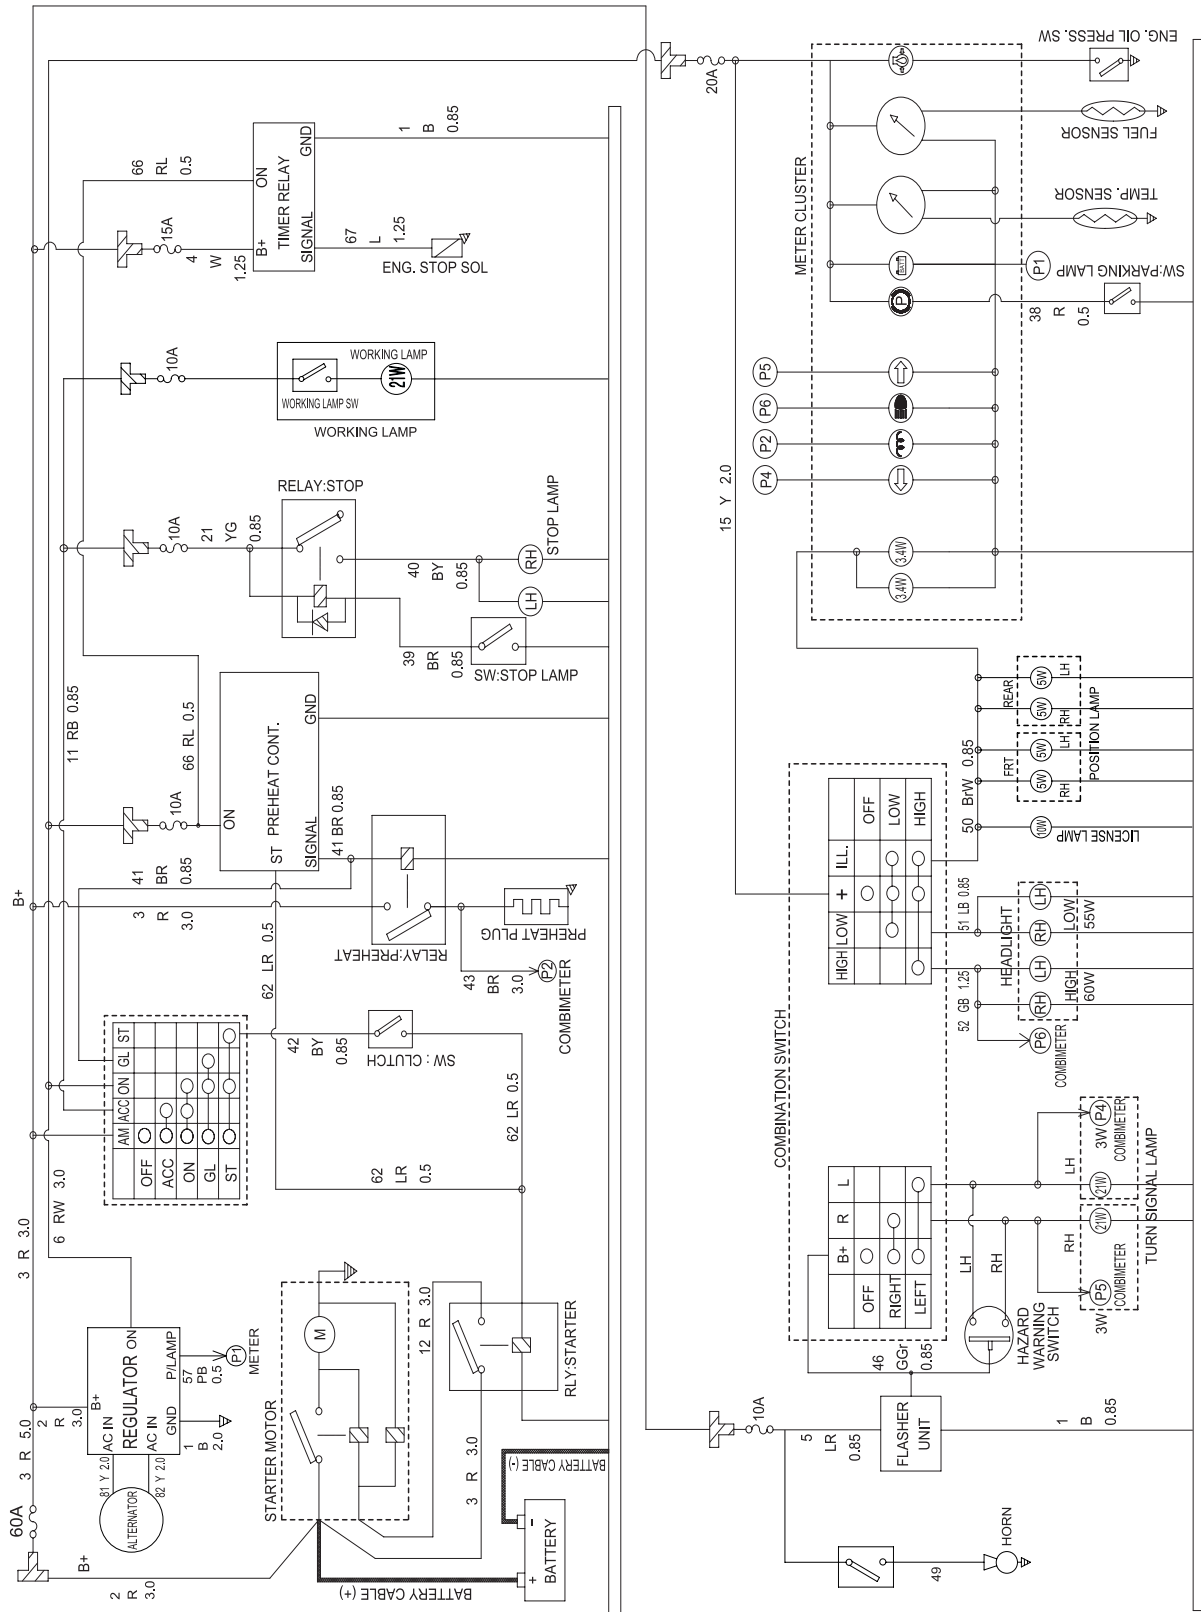 ENG. OIL PRESS. SW
FUEL SENSOR
TEMP. SENSOR
SW:PARKING LAMP
P1
38
R
0.5
20A
METER CLUSTER
BATT
P
P5
P6
P2
P4
3.4W
3.4W
15 Y 2.0
1
B
0.85
66
RL
0.5
ON
GND
TIMER RELAY
B+
SIGNAL
15A
4
W
1.25
67
L
1.25
ENG. STOP SOL
10A
WORKING LAMP
21W
WORKING LAMP SW
WORKING LAMP
RELAY:STOP
10A
21
YG
0.85
STOP LAMP
RH
LH
40
BY
0.85
39
BR
0.85
SW:STOP LAMP
11 RB 0.85
66 RL 0.5
10A
ON
GND
ST PREHEAT CONT.
SIGNAL
41 BR 0.85
B+
41
BR
0.85
3
R
3.0
62 LR 0.5
RELAY:PREHEAT
PREHEAT PLUG
43
BR
3.0
P2
COMBIMETER
AM ACC ON GL ST
OFF
ACC
ON
GL
ST
42
BY
0.85
SW : CLUTCH
62 LR 0.5
62
LR
0.5
3 R 3.0
6 RW 3.0
3 R 5.0
2
R
3.0
B+
AC IN
REGULATOR
ON
P/LAMP
AC IN
GND
57
PB
0.5
P1
METER
1
B
2.0
81 Y 2.0
82 Y 2.0
ALTERNATOR
60A
B+
2
R
3.0
STARTER MOTOR
M
12 R 3.0
RLY:STARTER
3 R 3.0
BATTERY CABLE (-)
BATTERY CABLE (+)
BATTERY
+
-
COMBINATION SWITCH
HIGH LOW + ILL.
OFF
LOW
HIGH
50 BrW 0.85
51 LB 0.85
52 GB 1.25
REAR
5W LH
5W RH
FRT
5W LH
5W RH
POSITION LAMP
10W
LICENSE LAMP
HEADLIGHT
LH
RH
LOW
55W
LH
RH
HIGH
60W
P6
COMBIMETER
B+ R L
OFF
RIGHT
LEFT
LH
RH
HAZARD
WARNING
SWITCH
LH
3W P4
COMBIMETER
21W
21W
RH
3W P5
COMBIMETER
TURN SIGNAL LAMP
46
GGr
0.85
10A
5
LR
0.85
FLASHER
UNIT
1
B
0.85
49
HORN